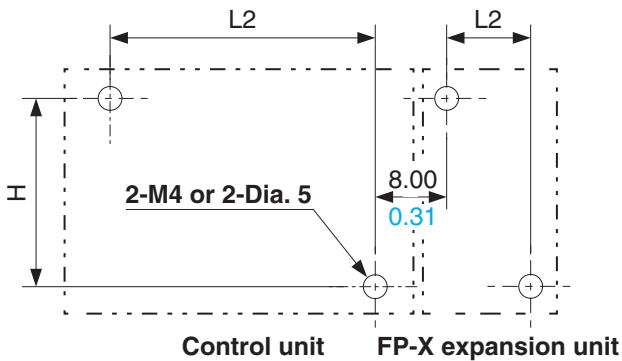 L2
L2
H
2-M4 or 2-Dia. 5
8.00
0.31
Control unit
FP-X expansion unit